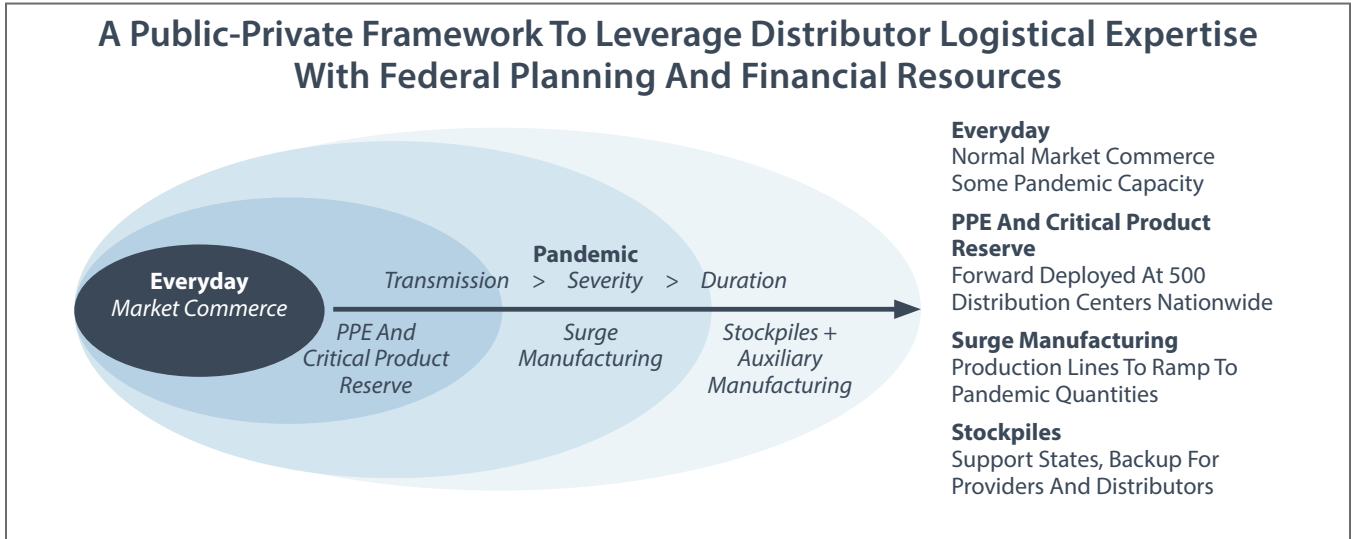 A Public-Private Framework To Leverage Distributor Logistical Expertise
With Federal Planning And Financial Resources
Everyday
Market Commerce
Pandemic
Transmission > Severity > Duration
PPE And
Critical Product
Reserve
Surge
Manufacturing
Stockpiles +
Auxiliary
Manufacturing
Everyday
Normal Market Commerce
Some Pandemic Capacity
PPE And Critical Product
Reserve
Forward Deployed At 500
Distribution Centers Nationwide
Surge Manufacturing
Production Lines To Ramp To
Pandemic Quantities
Stockpiles
Support States, Backup For
Providers And Distributors